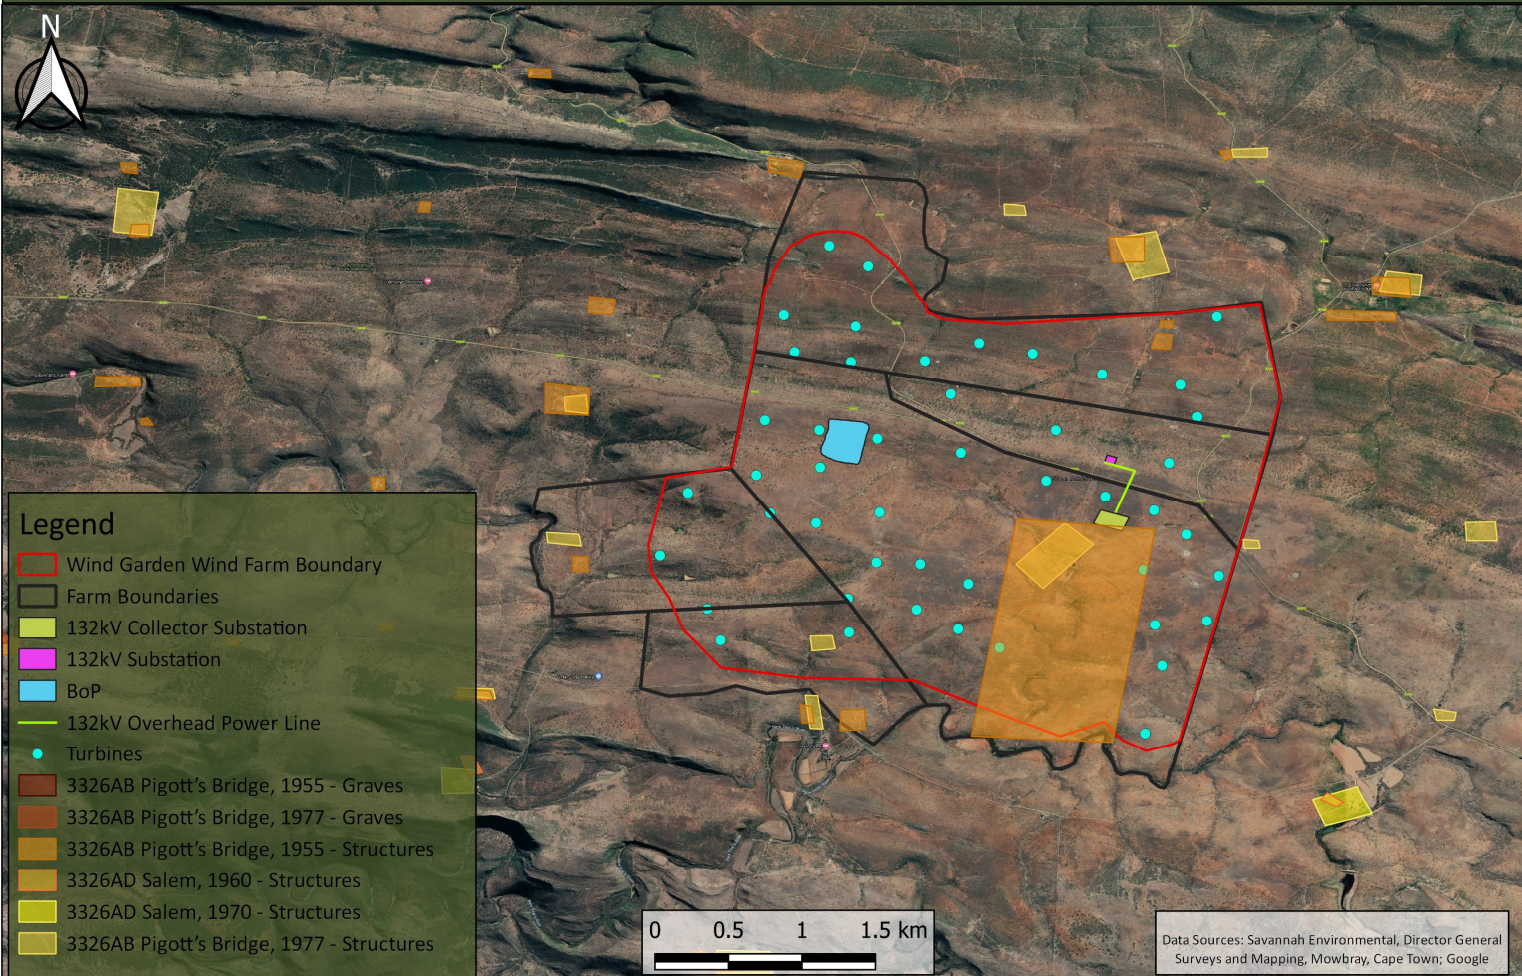 N
Legend
Wind Garden Wind Farm Boundary
Farm Boundaries
132kV Collector Substation
132kV Substation
BoP
132kV Overhead Power Line
Turbines
3326AB Pigott's Bridge, 1955 - Graves
3326AB Pigott's Bridge, 1977 - Graves
3326AB Pigott's Bridge, 1955 - Structures
3326AD Salem, 1960 - Structures
3326AD Salem, 1970 - Structures
3326AB Pigott's Bridge, 1977 - Structures
0 0.5 1 1.5 km
Data Sources: Savannah Environmental, Director General
Surveys and Mapping, Mowbray, Cape Town; Google